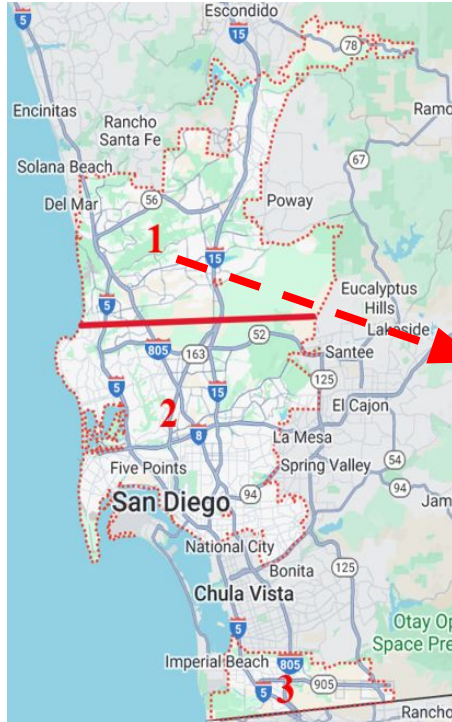 Escondido
5
15
78
Encinitas
Ramo
Rancho
Santa Fe
67
Solana Beach
56
Del Mar
Poway
1
15
Eucalyptus
Hills
5
Lakeside
52
805
163
Santee
125
5
15
El Cajon
2
8
La Mesa
Five Points
Spring Valley
54
94
94
San Diego
Jam
National City
Bonita
125
Chula Vista
5
Otay Op
Space Pre
Imperial Beach
805
905
5
3
Rancho